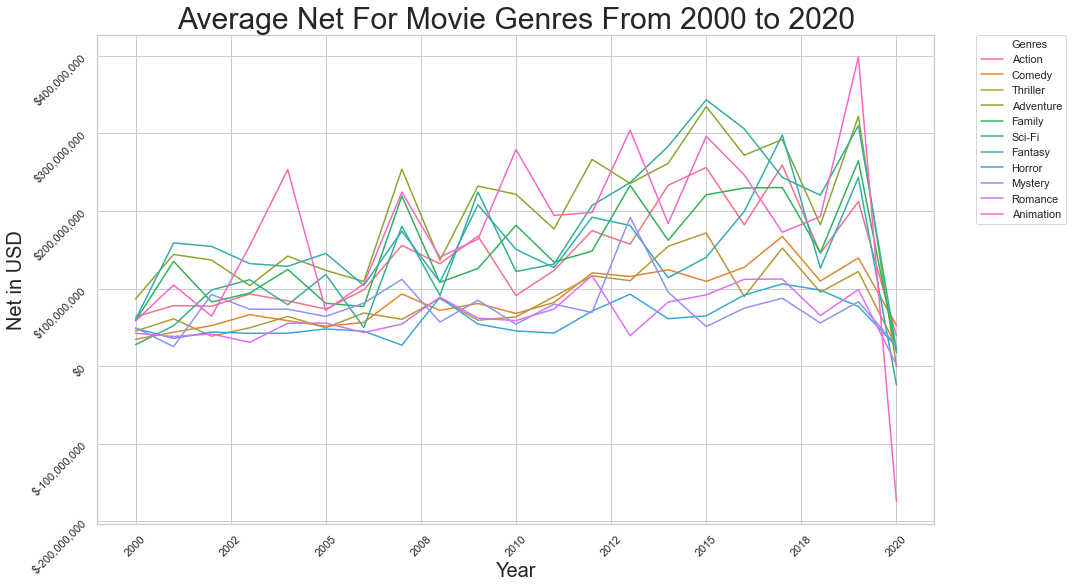 Average Net For Movie Genres From 2000 to 2020
Genres
Action
Comedy
Thriller
Adventure
Family
Sci-Fi
Fantasy
Horror
Mystery
Romance
Animation
Net in USD
$400,000,000
$300,000,000
$200,000,000
$100,000,000
$0
$-100,000,000
$-200,000,000
2000 2002 2005 2008 2010 2012 2015 2018 2020
Year